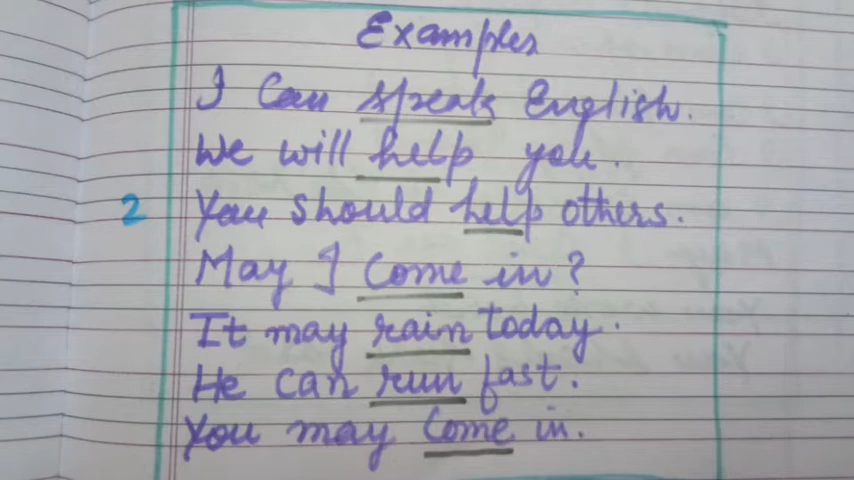 Examples
I can speak English.
We will help you.
2 You should help others.
May I come in?
It may rain today.
He can run fast.
You may come in.